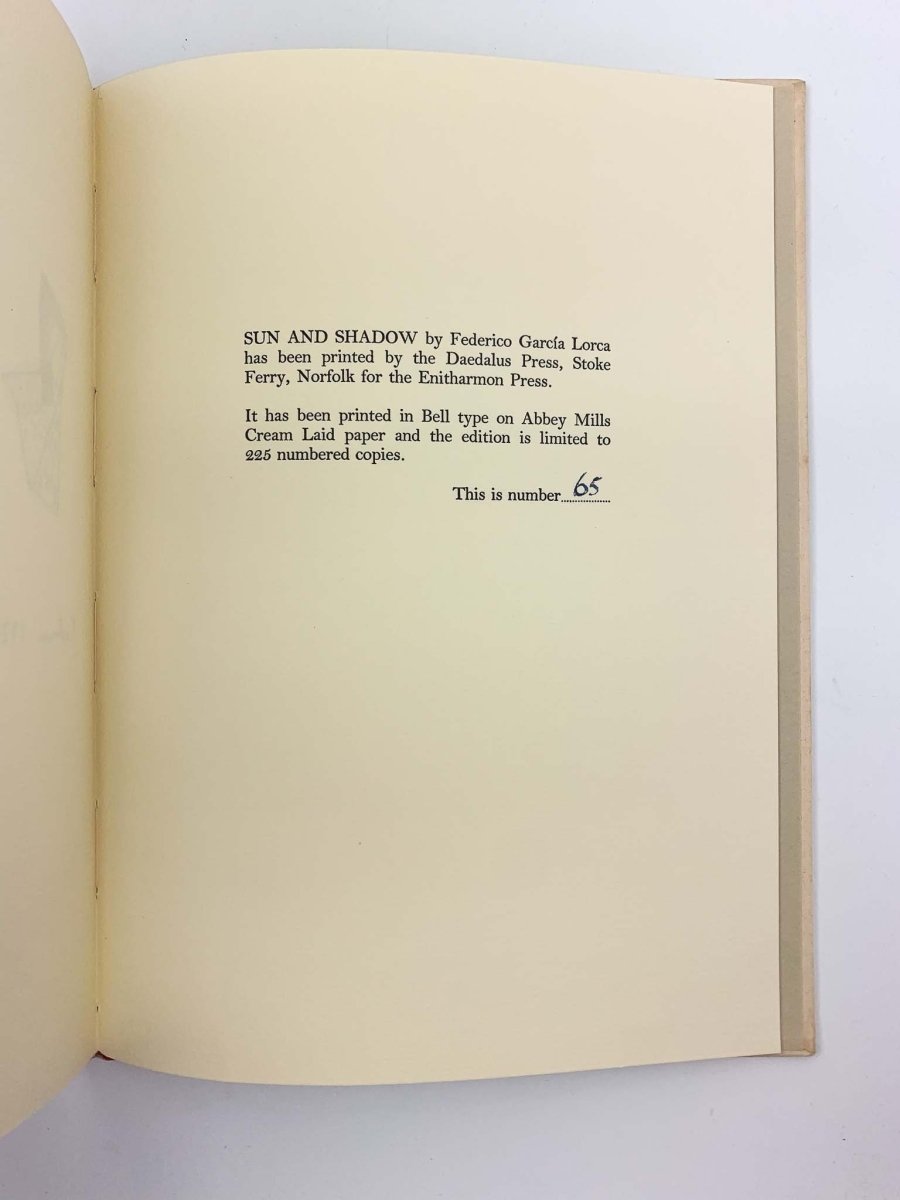 SUN AND SHADOW by Federico García Lorca
has been printed by the Daedalus Press, Stoke
Ferry, Norfolk for the Enitharmon Press.
It has been printed in Bell type on Abbey Mills
Cream Laid paper and the edition is limited to
225 numbered copies.
This is number 65